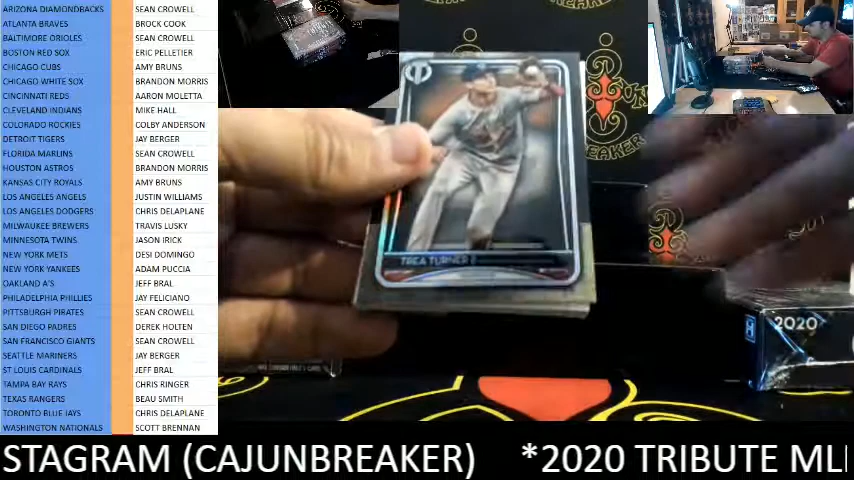 ARIZONA DIAMONDBACKS SEAN CROWELL
ATLANTA BRAVES BROCK COOK
BALTIMORE ORIOLES SEAN CROWELL
BOSTON RED SOX ERIC PELLETIER
CHICAGO CUBS AMY BRUNS
CHICAGO WHITE SOX BRANDON MORRIS
CINCINNATI REDS AARON MOLETTA
CLEVELAND INDIANS MIKE HALL
COLORADO ROCKIES COLBY ANDERSON
DETROIT TIGERS JAY BERGER
FLORIDA MARLINS SEAN CROWELL
HOUSTON ASTROS BRANDON MORRIS
KANSAS CITY ROYALS AMY BRUNS
LOS ANGELES ANGELS JUSTIN WILLIAMS
LOS ANGELES DODGERS CHRIS DELAPLANE
MILWAUKEE BREWERS TRAVIS LUSKY
MINNESOTA TWINS JASON IRICK
NEW YORK METS DESI DOMINGO
NEW YORK YANKEES ADAM PUCCIA
OAKLAND A'S JEFF BRAL
PHILADELPHIA PHILLIES JAY FELICIANO
PITTSBURGH PIRATES SEAN CROWELL
SAN DIEGO PADRES DEREK HOLTEN
SAN FRANCISCO GIANTS SEAN CROWELL
SEATTLE MARINERS JAY BERGER
ST LOUIS CARDINALS JEFF BRAL
TAMPA BAY RAYS CHRIS RINGER
TEXAS RANGERS BEAU SMITH
TORONTO BLUE JAYS CHRIS DELAPLANE
WASHINGTON NATIONALS SCOTT BRENNAN
TREA TURNER
BREAKER
2020
STAGRAM (CAJUNBREAKER) *2020 TRIBUTE ML